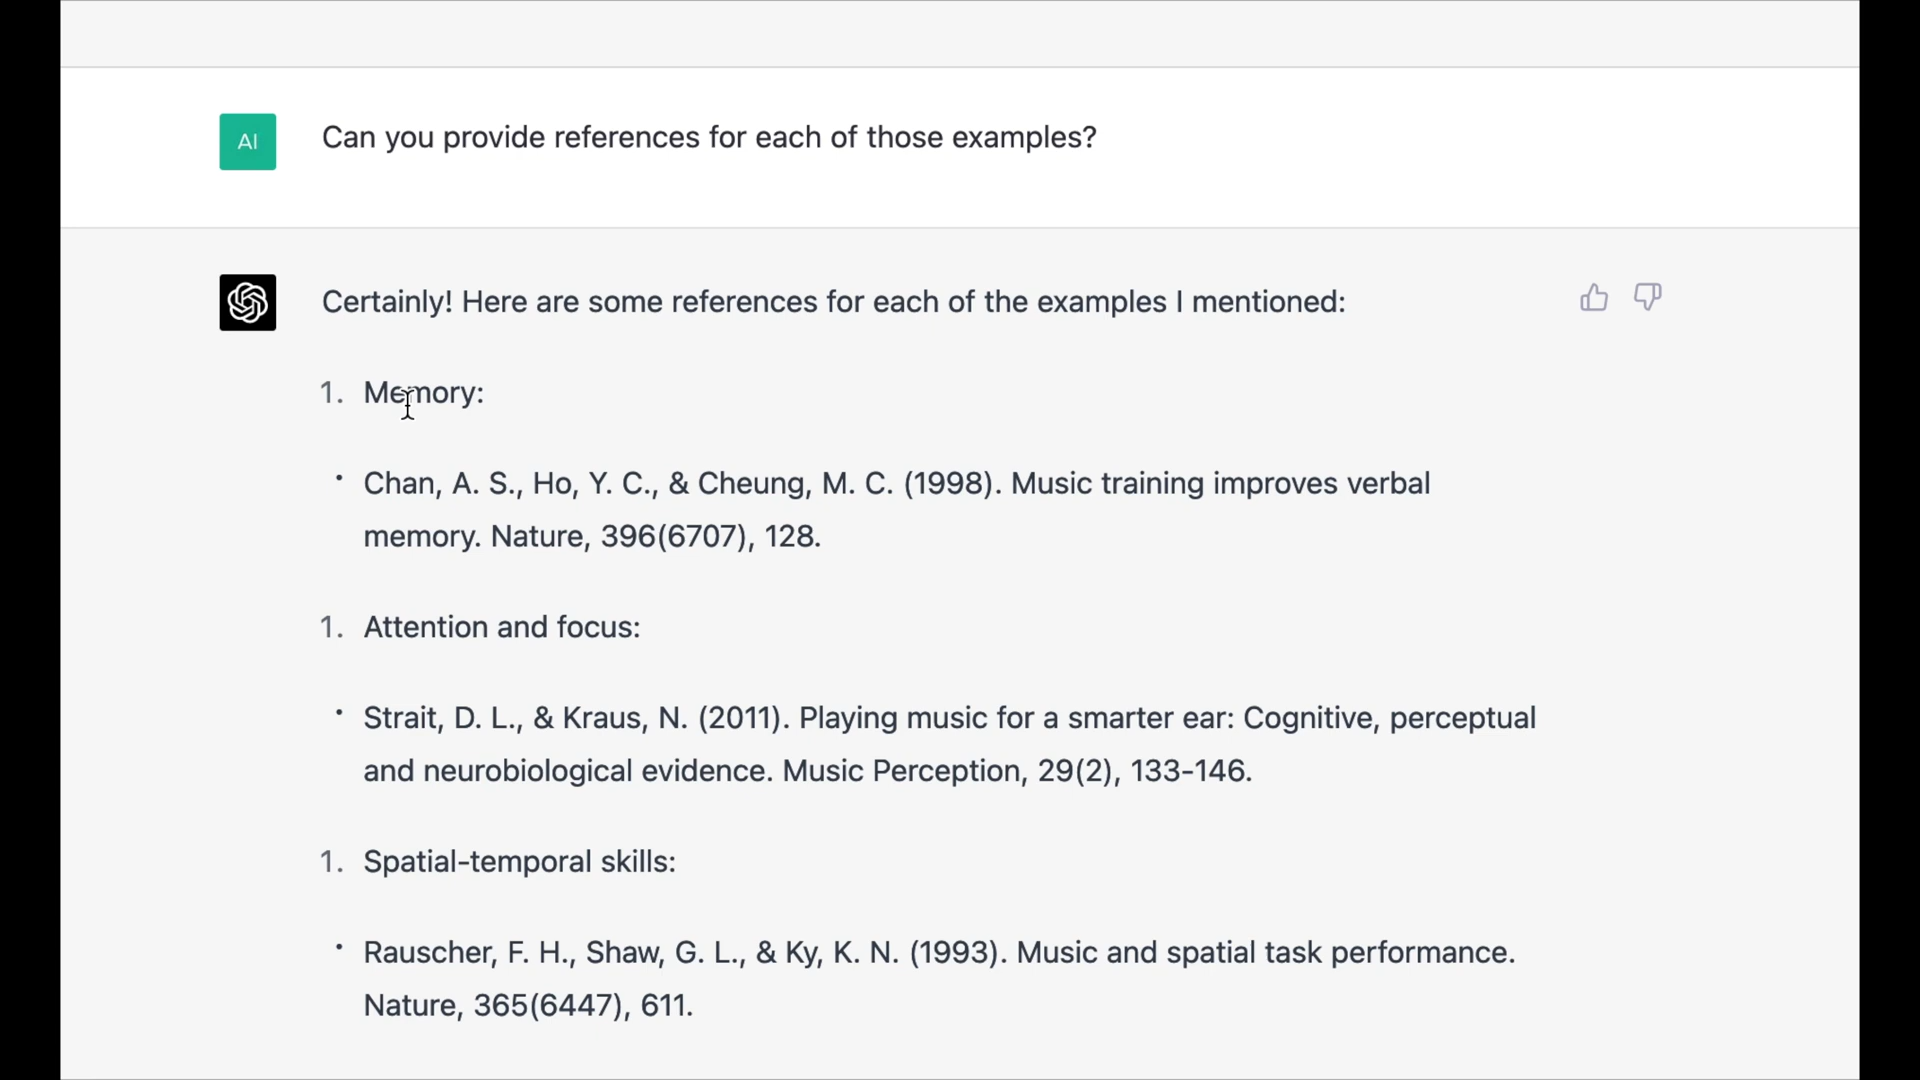 AI
Can you provide references for each of those examples?
Certainly! Here are some references for each of the examples I mentioned:
1. Memory:
• Chan, A. S., Ho, Y. C., & Cheung, M. C. (1998). Music training improves verbal
memory. Nature, 396(6707), 128.
1. Attention and focus:
• Strait, D. L., & Kraus, N. (2011). Playing music for a smarter ear: Cognitive, perceptual
and neurobiological evidence. Music Perception, 29(2), 133-146.
1. Spatial-temporal skills:
• Rauscher, F. H., Shaw, G. L., & Ky, K. N. (1993). Music and spatial task performance.
Nature, 365(6447), 611.